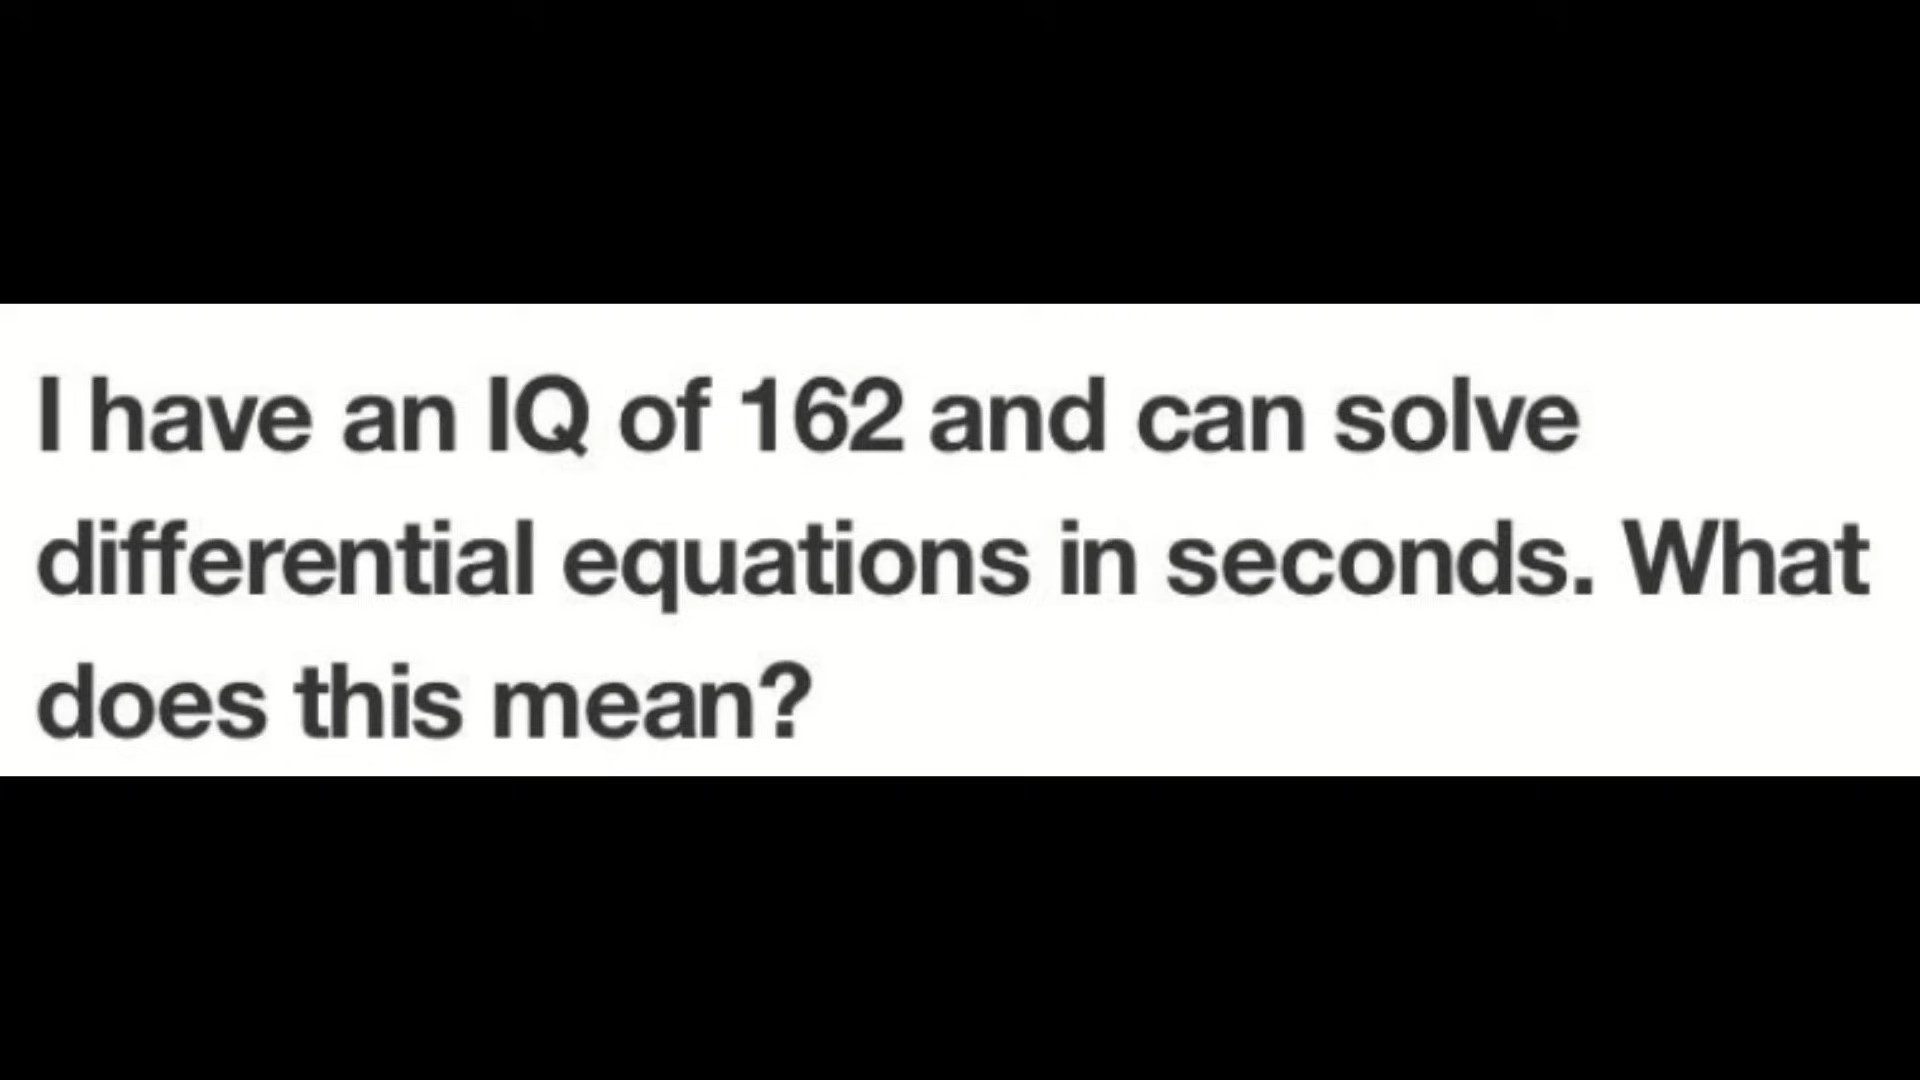 I have an IQ of 162 and can solve
differential equations in seconds. What
does this mean?